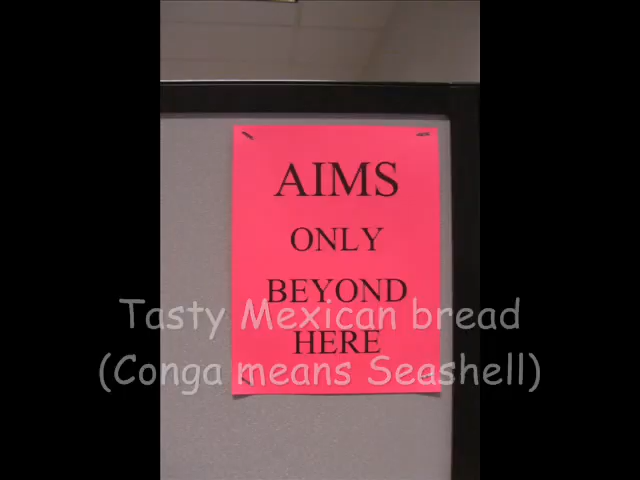 AIMS
ONLY
BEYOND
HERE
Tasty Mexican bread
(Conga means Seashell)